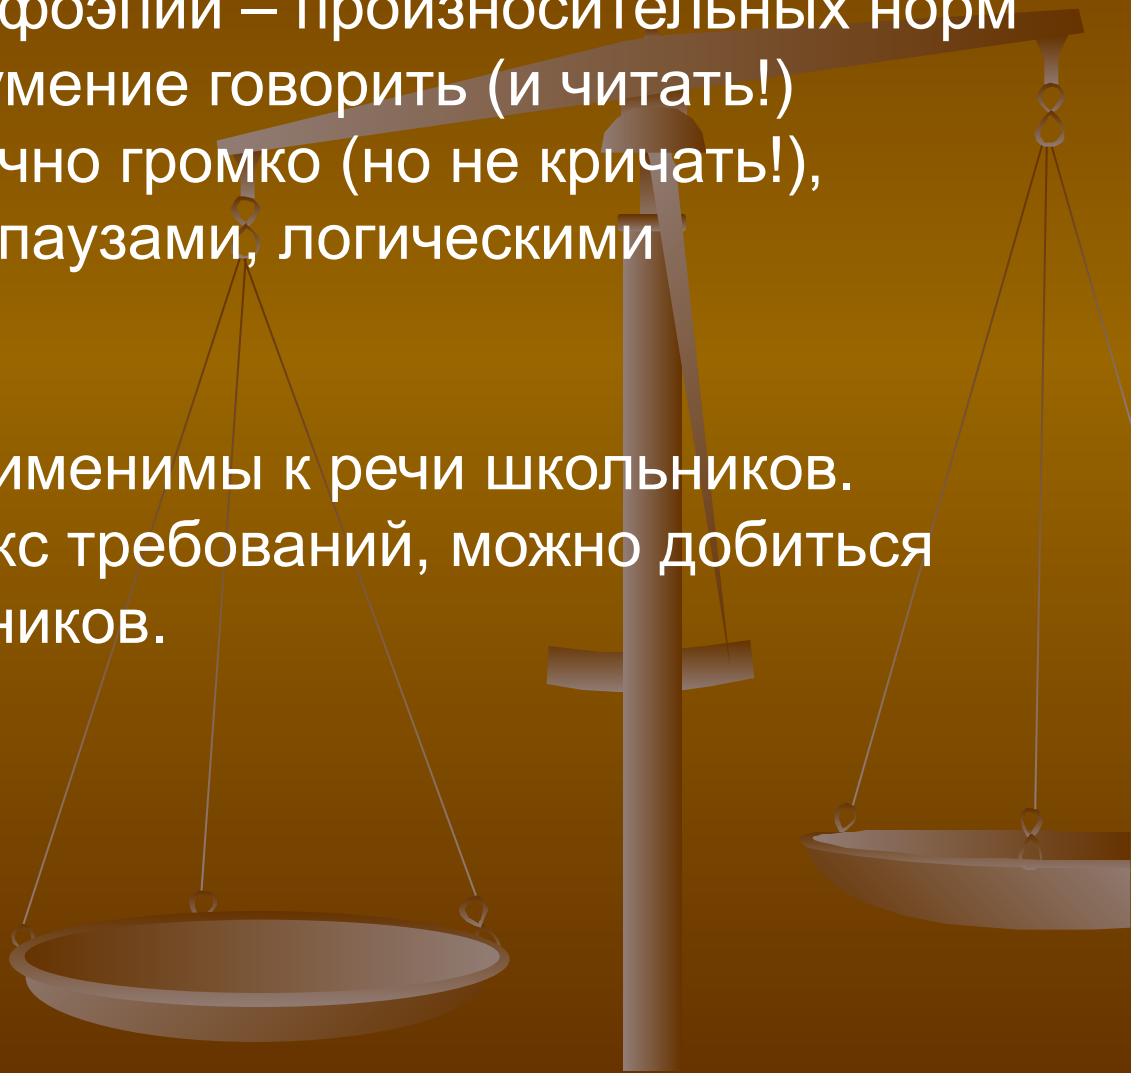 фоэпии – произносительных норм
умение говорить (и читать!)
чно громко (но не кричать!),
паузами, логическими
именимы к речи школьников.
кс требований, можно добиться
ников.